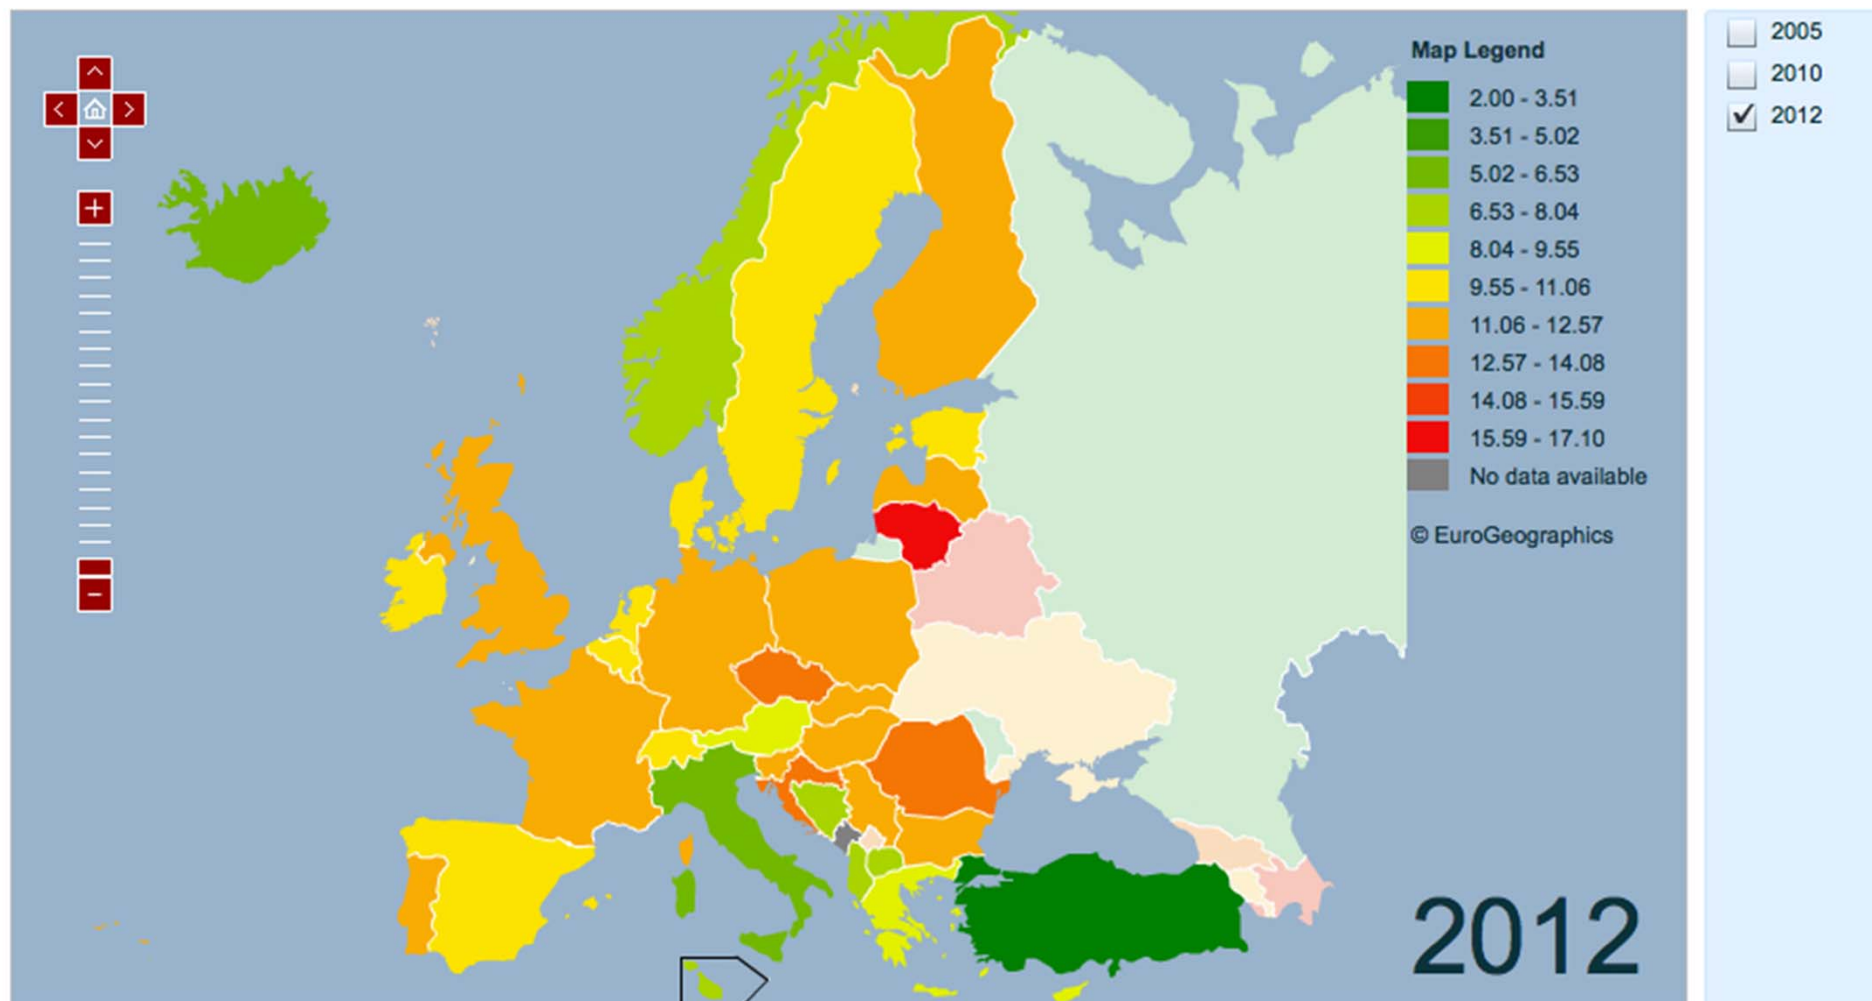 Map Legend
2.00 - 3.51
3.51 - 5.02
5.02 - 6.53
6.53 - 8.04
8.04 - 9.55
9.55 - 11.06
11.06 - 12.57
12.57 - 14.08
14.08 - 15.59
15.59 - 17.10
No data available
© EuroGeographics
2012
2005
2010
2012